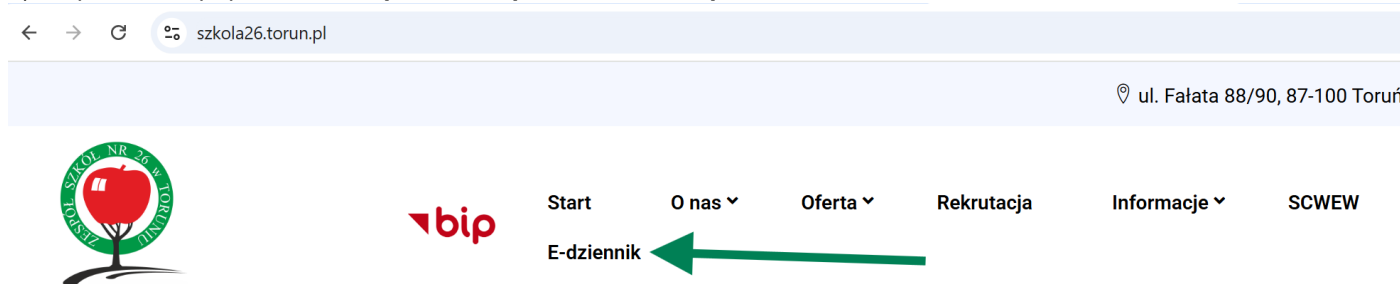 szkola26.torun.pl
ul. Fałata 88/90, 87-100 Toruń
ZESPÓŁ SZKÓŁ NR 26 W TORUNIU
bip
Start O nas Oferta Rekrutacja Informacje SCWEW
E-dziennik